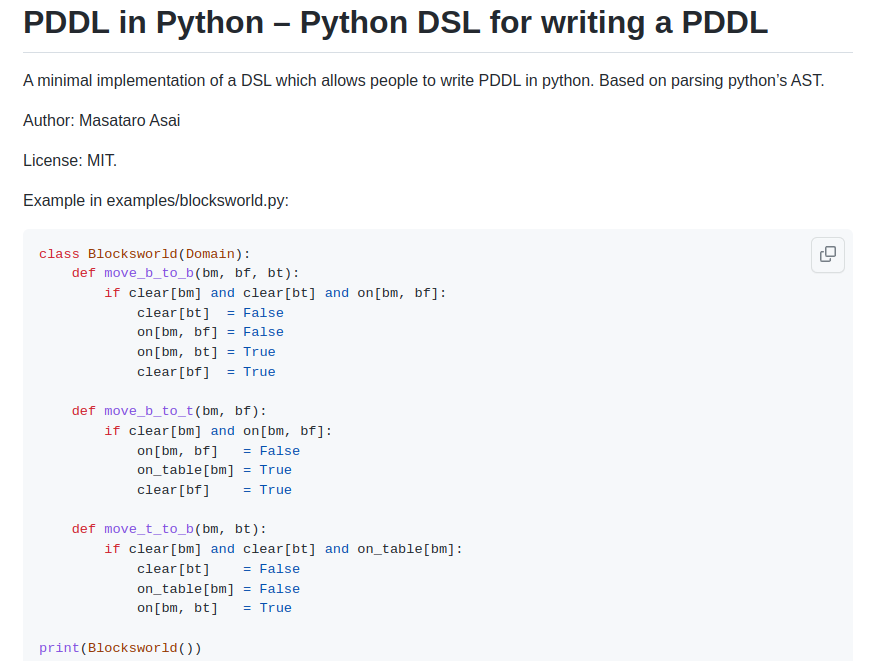 PDDL in Python – Python DSL for writing a PDDL
A minimal implementation of a DSL which allows people to write PDDL in python. Based on parsing python’s AST.
Author: Masataro Asai
License: MIT.
Example in examples/blocksworld.py:
class Blocksworld(Domain):
    def move_b_to_b(bm, bf, bt):
        if clear[bm] and clear[bt] and on[bm, bf]:
            clear[bt]  = False
            on[bm, bf] = False
            on[bm, bt] = True
            clear[bf]  = True
    def move_b_to_t(bm, bf):
        if clear[bm] and on[bm, bf]:
            on[bm, bf]   = False
            on_table[bm] = True
            clear[bf]    = True
    def move_t_to_b(bm, bt):
        if clear[bm] and clear[bt] and on_table[bm]:
            clear[bt]    = False
            on_table[bm] = False
            on[bm, bt]   = True
print(Blocksworld())